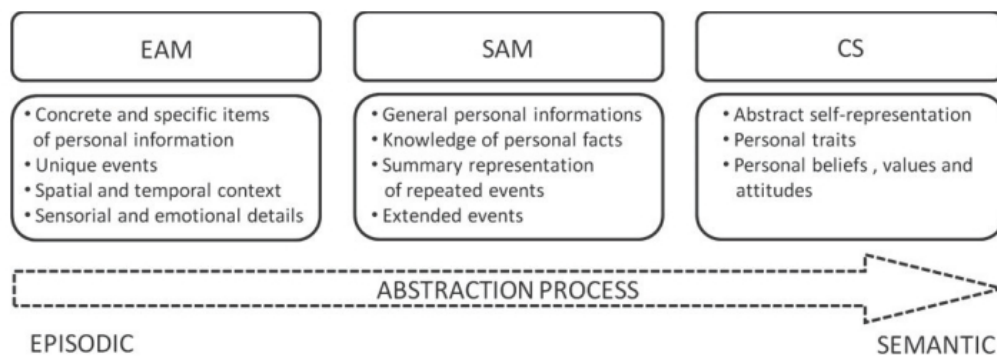 EAM
SAM
CS
• Concrete and specific items
of personal information
• Unique events
• Spatial and temporal context
• Sensorial and emotional details
• General personal informations
• Knowledge of personal facts
• Summary representation
of repeated events
• Extended events
• Abstract self-representation
• Personal traits
• Personal beliefs , values and
attitudes
ABSTRACTION PROCESS
EPISODIC
SEMANTIC